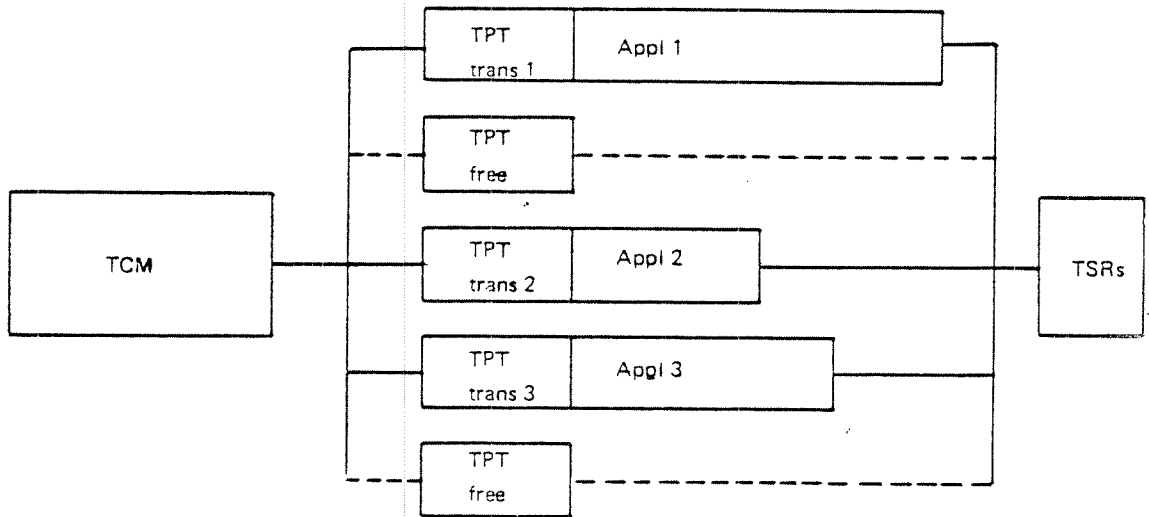 TPT
trans 1
Appl 1
TPT
free
TCM
TPT
trans 2
Appl 2
TSRs
TPT
trans 3
Appl 3
TPT
free